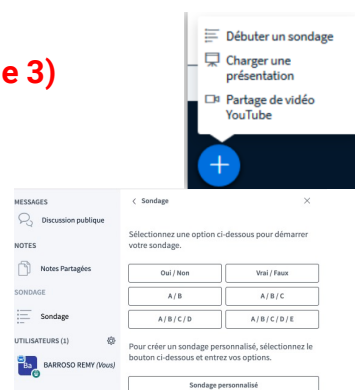 e 3)
Débuter un sondage
Charger une
présentation
Partage de vidéo
YouTube
MESSAGES
Discussion publique
NOTES
Notes Partagées
SONDAGE
Sondage
UTILISATEURS (1)
Ba
BARROSO REMY (Vous)
Sondage
Sélectionnez une option ci-dessous pour démarrer
votre sondage.
Oui / Non
Vrai / Faux
A / B
A / B / C
A / B / C / D
A / B / C / D / E
Pour créer un sondage personnalisé, sélectionnez le
bouton ci-dessous et entrez vos options.
Sondage personnalisé